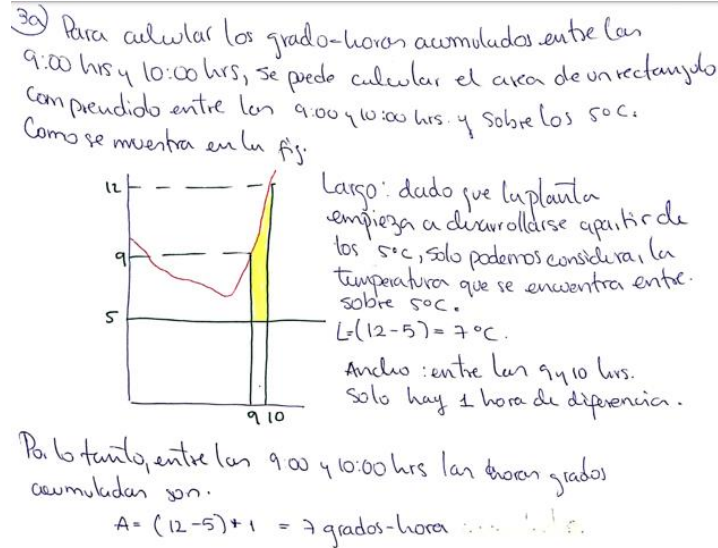 3a) Para calcular los grado-horas acumulados entre las
9:00 hrs y 10:00 hrs, se puede calcular el area de un rectangulo
comprendido entre las 9:00 y 10:00 hrs. y sobre los 5°C.
Como se muestra en la fig.
12
9
5
9 10
Largo: dado que la planta
empieza a desarrollarse apartir de
los 5°C, solo podemos considerar la
temperatura que se encuentra entre.
sobre 5°C.
L=(12-5)= 7°C.
Ancho: entre las 9 y 10 hrs.
solo hay 1 hora de diferencia.
Por lo tanto, entre las 9:00 y 10:00 hrs las horas grados
acumuladas son.
A= (12-5)*1 = 7 grados-hora